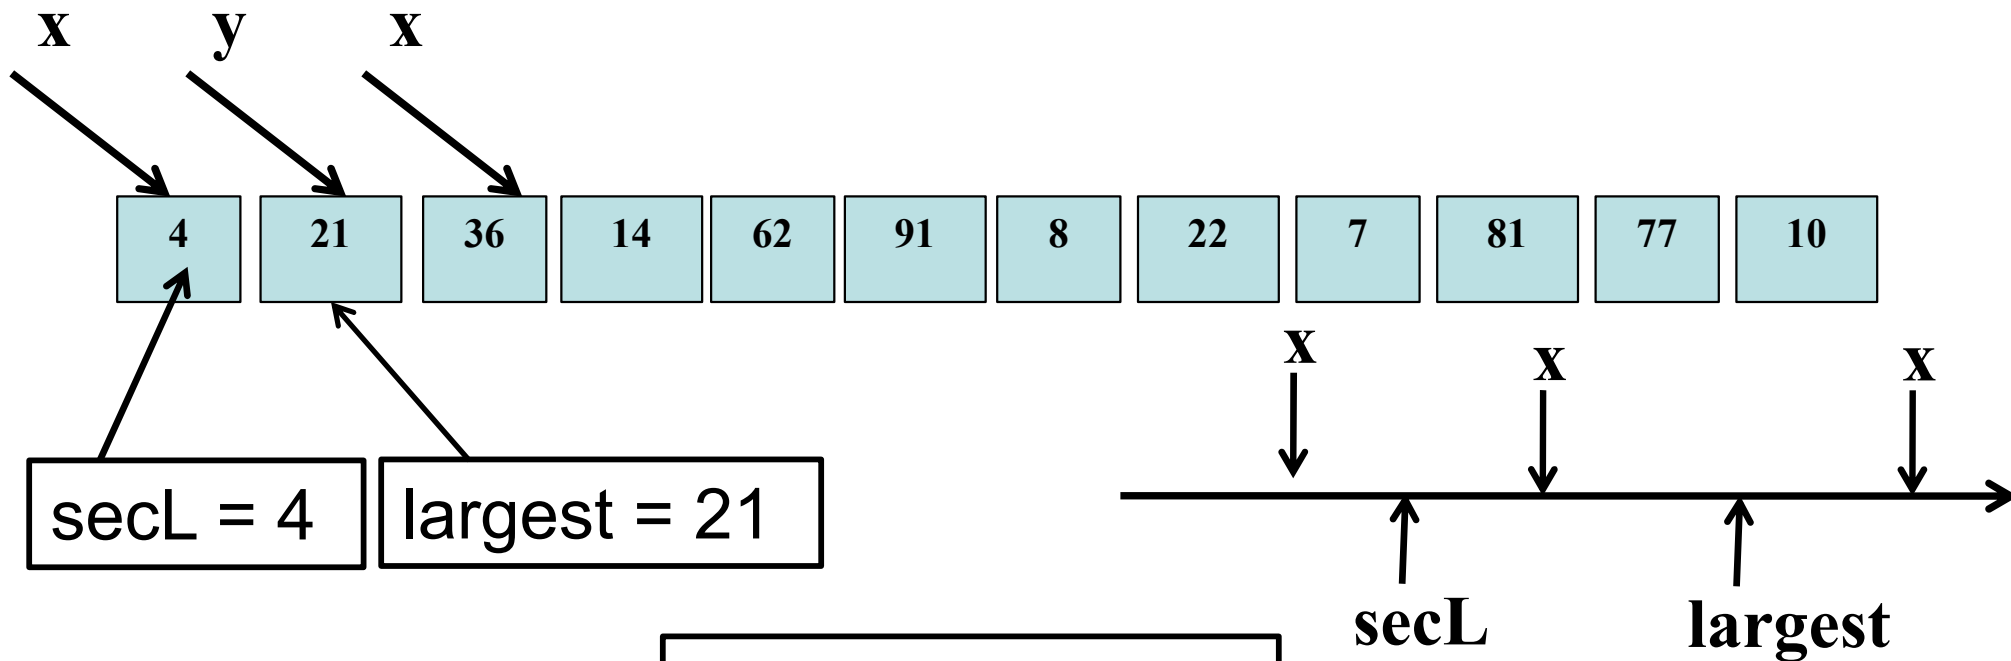 x y x
4 21 36 14 62 91 8 22 7 81 77 10
x x x
secL = 4 largest = 21
secL largest